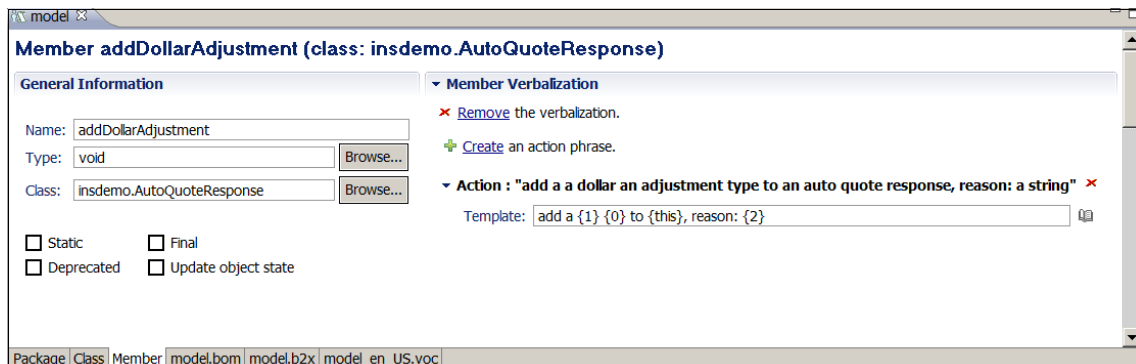 model
Member addDollarAdjustment (class: insdemo.AutoQuoteResponse)
General Information
Name: addDollarAdjustment
Type: void Browse...
Class: insdemo.AutoQuoteResponse Browse...
Static Final
Deprecated Update object state
Member Verbalization
Remove the verbalization.
Create an action phrase.
Action : "add a a dollar an adjustment type to an auto quote response, reason: a string"
Template: add a {1} {0} to {this}, reason: {2}
Package Class Member model.bom model.b2x model_en_US.voc